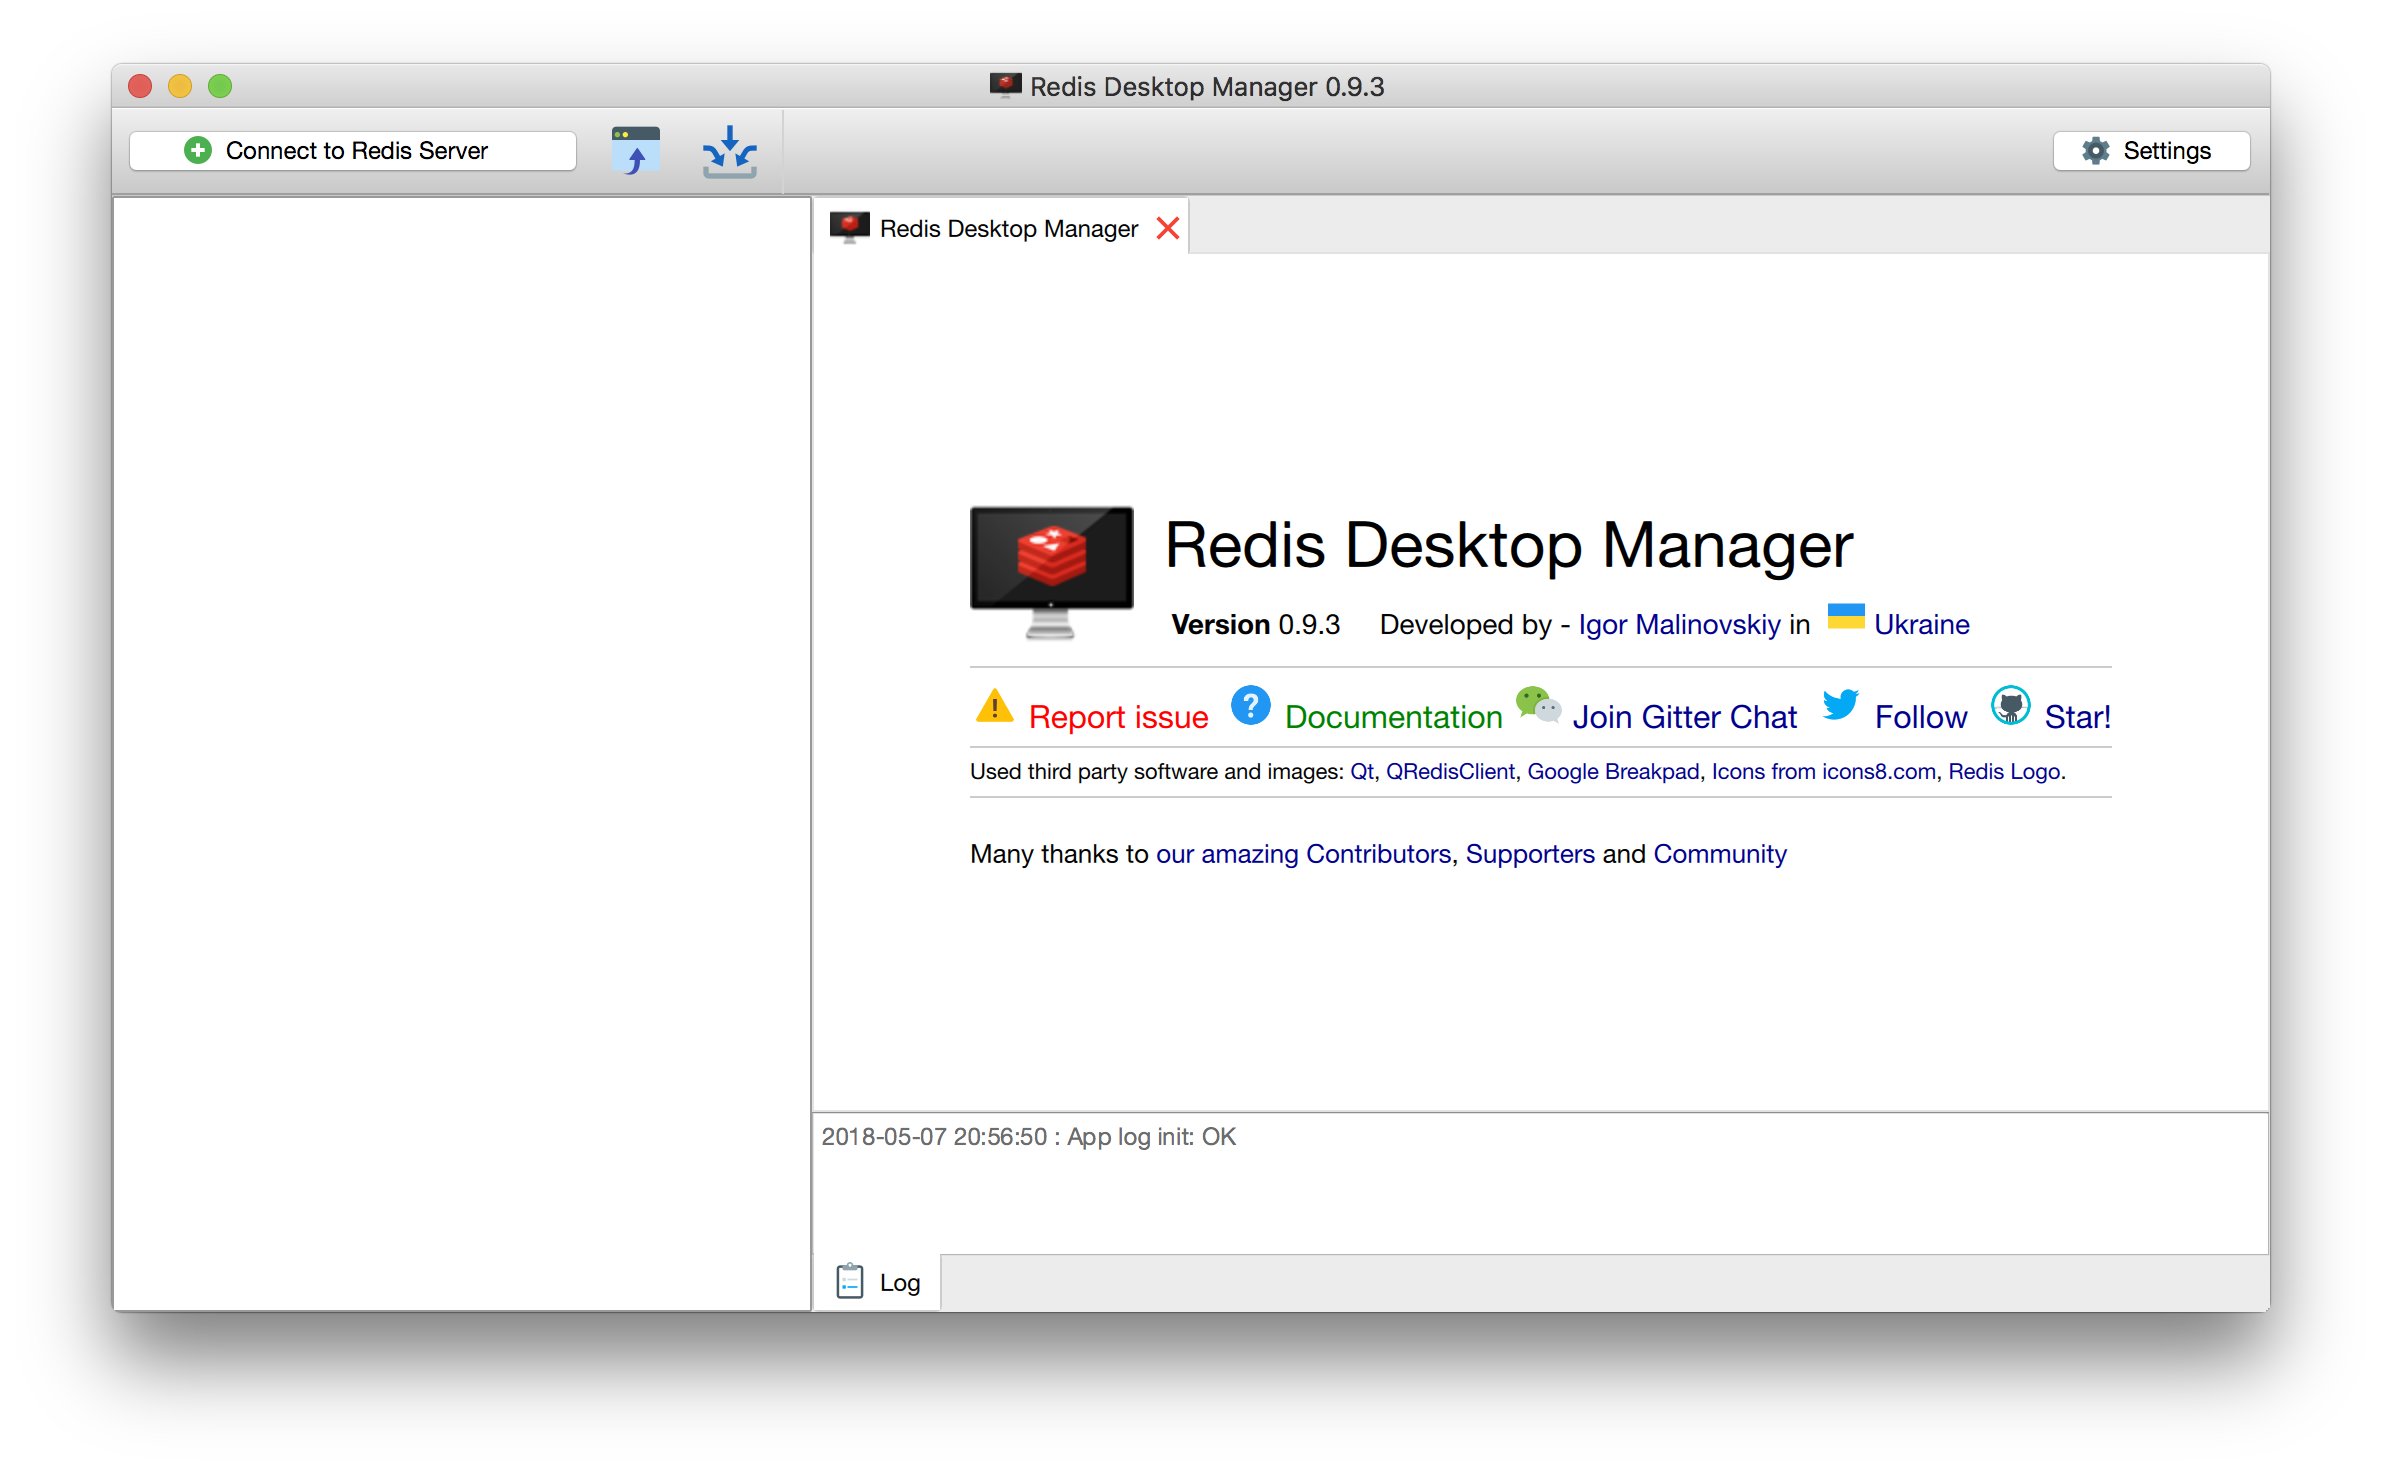 Redis Desktop Manager 0.9.3
Connect to Redis Server
Settings
Redis Desktop Manager
Redis Desktop Manager
Version 0.9.3 Developed by - Igor Malinovskiy in Ukraine
Report issue Documentation Join Gitter Chat Follow Star!
Used third party software and images: Qt, QRedisClient, Google Breakpad, Icons from icons8.com, Redis Logo.
Many thanks to our amazing Contributors, Supporters and Community
2018-05-07 20:56:50 : App log init: OK
Log